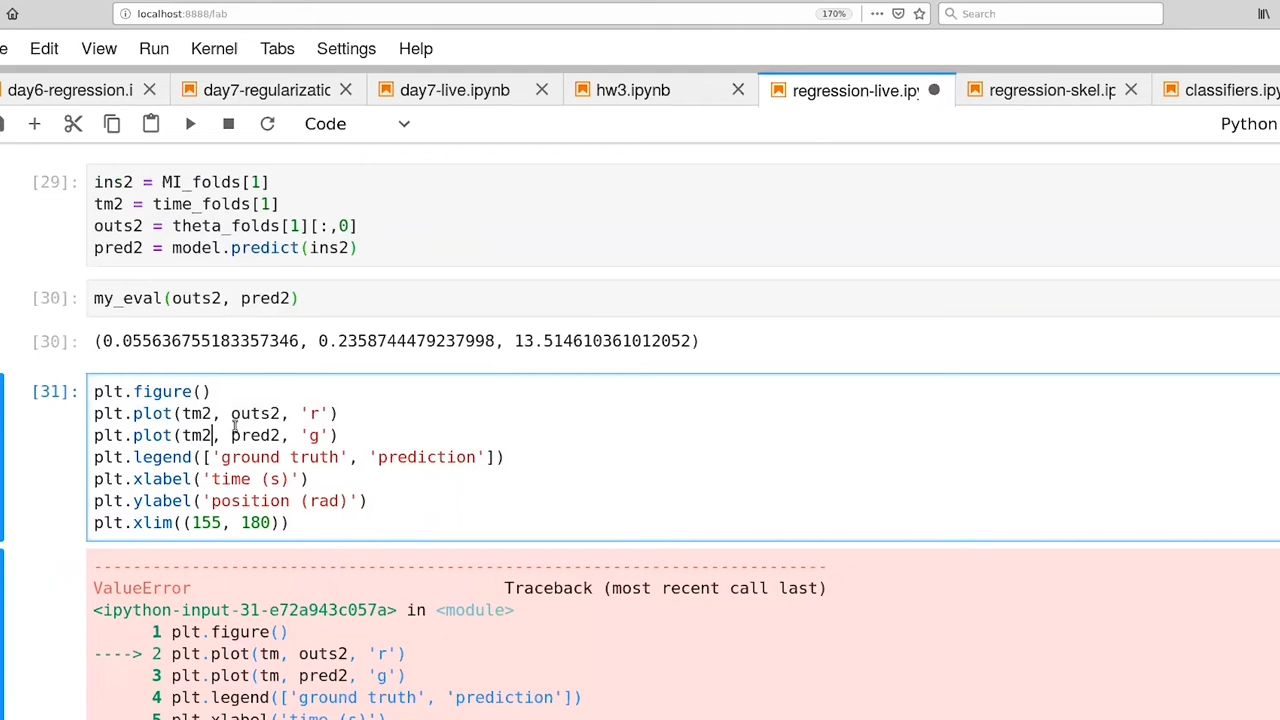 localhost:8888/lab 170% ••• Search
e Edit View Run Kernel Tabs Settings Help
day6-regression.i day7-regularizatic day7-live.ipynb hw3.ipynb regression-live.ipy regression-skel.ip classifiers.ipy
Code Python
[29]: ins2 = MI_folds[1]
tm2 = time_folds[1]
outs2 = theta_folds[1][:,0]
pred2 = model.predict(ins2)
[30]: my_eval(outs2, pred2)
[30]: (0.055636755183357346, 0.2358744479237998, 13.514610361012052)
[31]: plt.figure()
plt.plot(tm2, outs2, 'r')
plt.plot(tm2, pred2, 'g')
plt.legend(['ground truth', 'prediction'])
plt.xlabel('time (s)')
plt.ylabel('position (rad)')
plt.xlim((155, 180))
---------------------------------------------------------------------------
ValueError Traceback (most recent call last)
<ipython-input-31-e72a943c057a> in <module>
1 plt.figure()
----> 2 plt.plot(tm, outs2, 'r')
3 plt.plot(tm, pred2, 'g')
4 plt.legend(['ground truth', 'prediction'])
5 plt.xlabel('time (s)')